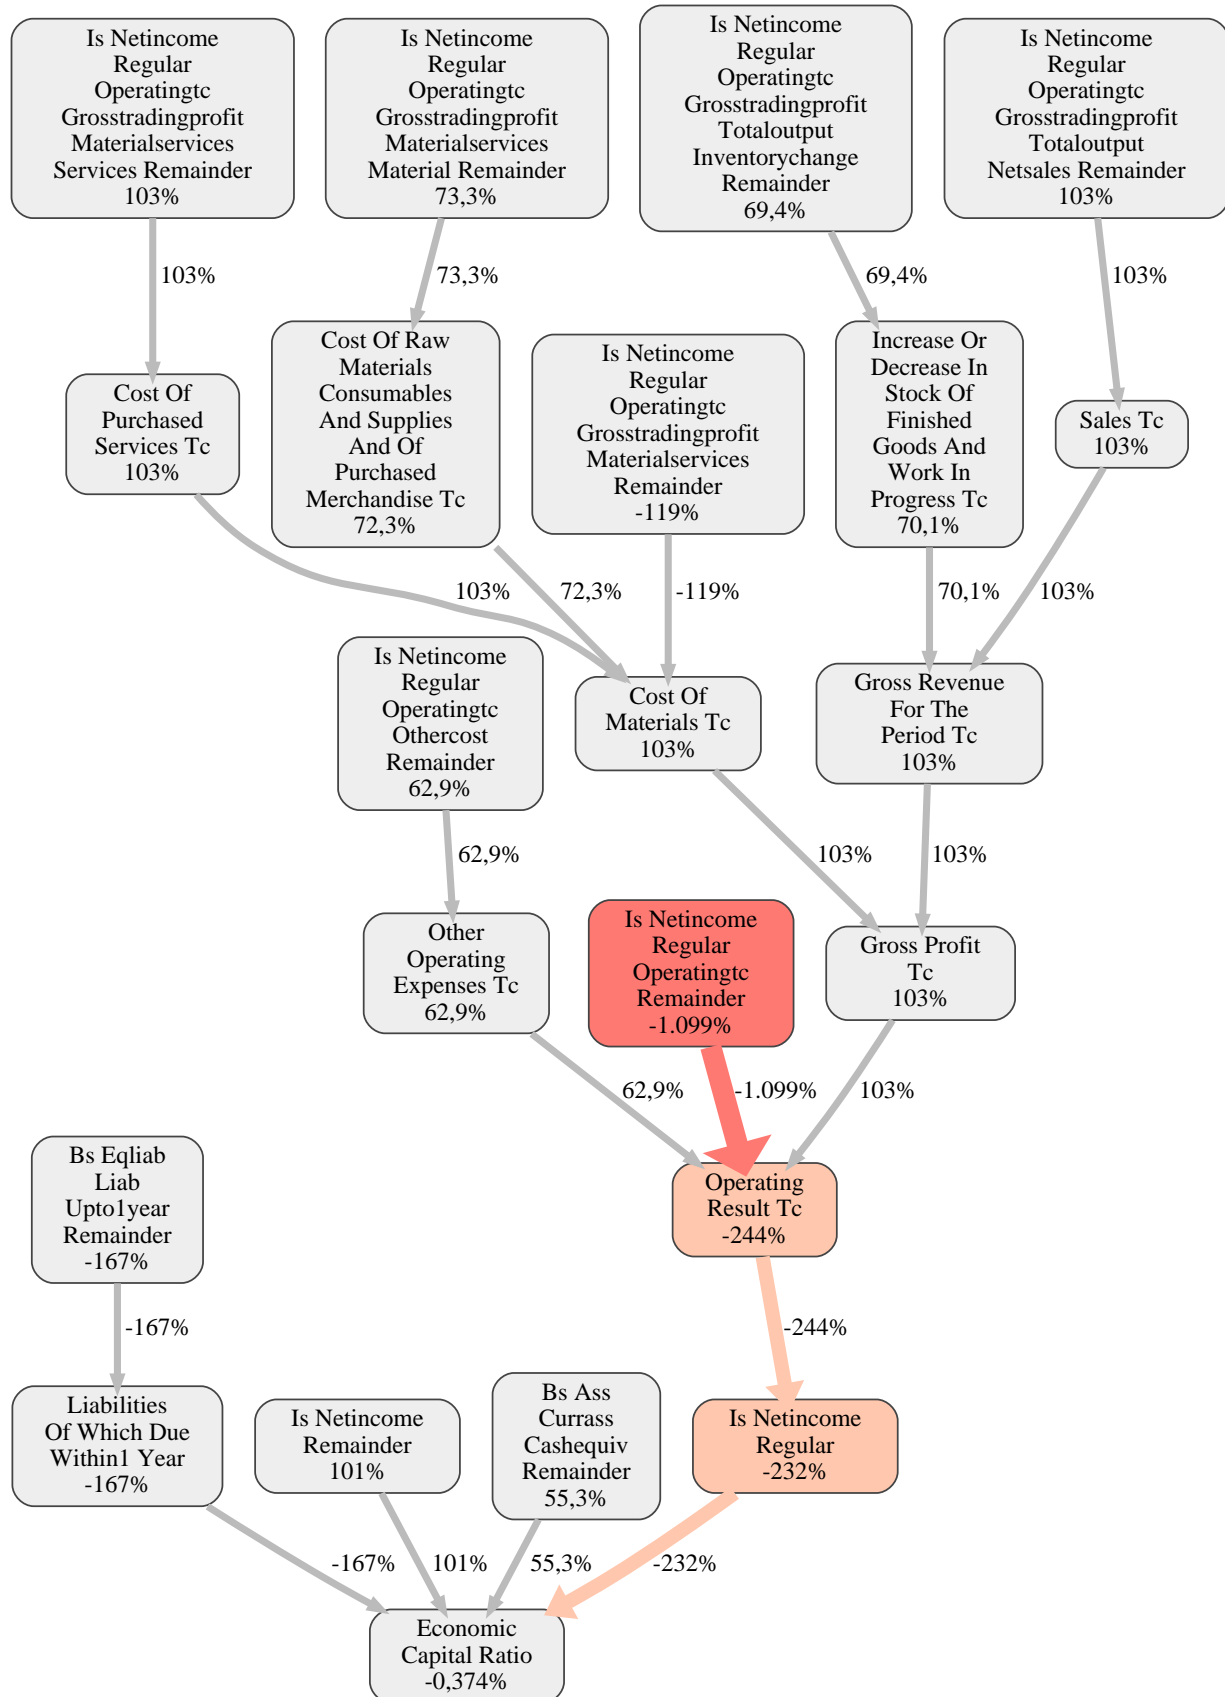 Is Netincome
Regular
Operatingtc
Grosstradingprofit
Materialservices
Services Remainder
103%
Is Netincome
Regular
Operatingtc
Grosstradingprofit
Materialservices
Material Remainder
73,3%
Is Netincome
Regular
Operatingtc
Grosstradingprofit
Totaloutput
Inventorychange
Remainder
69,4%
Is Netincome
Regular
Operatingtc
Grosstradingprofit
Totaloutput
Netsales Remainder
103%
103%
73,3%
69,4%
103%
Cost Of
Purchased
Services Tc
103%
Cost Of Raw
Materials
Consumables
And Supplies
And Of
Purchased
Merchandise Tc
72,3%
Is Netincome
Regular
Operatingtc
Grosstradingprofit
Materialservices
Remainder
-119%
Increase Or
Decrease In
Stock Of
Finished
Goods And
Work In
Progress Tc
70,1%
Sales Tc
103%
103%
72,3%
-119%
70,1%
103%
Is Netincome
Regular
Operatingtc
Othercost
Remainder
62,9%
Cost Of
Materials Tc
103%
Gross Revenue
For The
Period Tc
103%
62,9%
103%
103%
Other
Operating
Expenses Tc
62,9%
Is Netincome
Regular
Operatingtc
Remainder
-1.099%
Gross Profit
Tc
103%
62,9%
-1.099%
103%
Bs Eqliab
Liab
Upto1year
Remainder
-167%
Operating
Result Tc
-244%
-167%
-244%
Liabilities
Of Which Due
Within1 Year
-167%
Is Netincome
Remainder
101%
Bs Ass
Currass
Cashequiv
Remainder
55,3%
Is Netincome
Regular
-232%
-167%
101%
55,3%
-232%
Economic
Capital Ratio
-0,374%